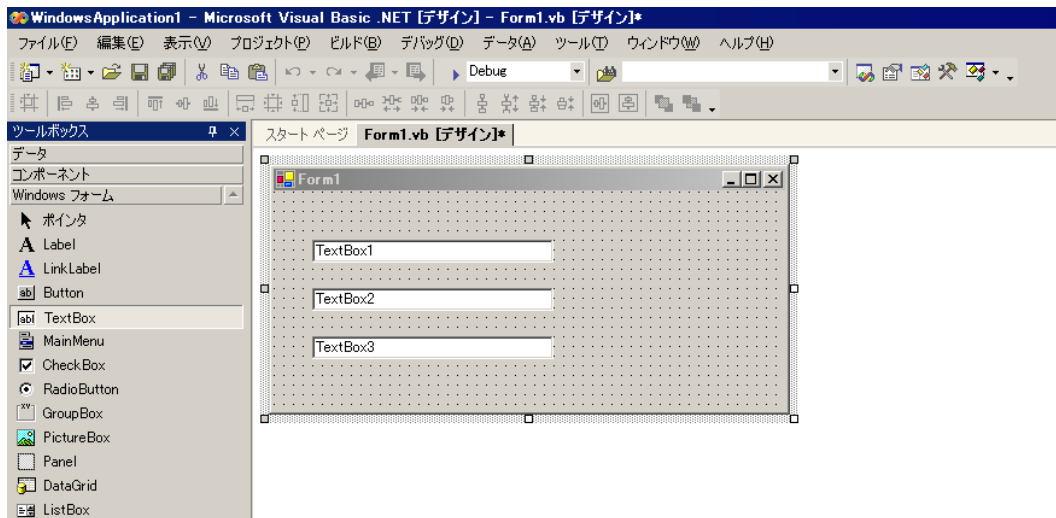 WindowsApplication1 - Microsoft Visual Basic .NET [デザイン] - Form1.vb [デザイン]*
ファイル(F) 編集(E) 表示(V) プロジェクト(P) ビルド(B) デバッグ(D) データ(A) ツール(T) ウィンドウ(W) ヘルプ(H)
Debug
ツールボックス
スタート ページ Form1.vb [デザイン]*
データ
コンポーネント
Windows フォーム
ポインタ
A Label
A LinkLabel
ab Button
abl TextBox
MainMenu
CheckBox
RadioButton
XY GroupBox
PictureBox
Panel
DataGrid
ListBox
Form1
TextBox1
TextBox2
TextBox3